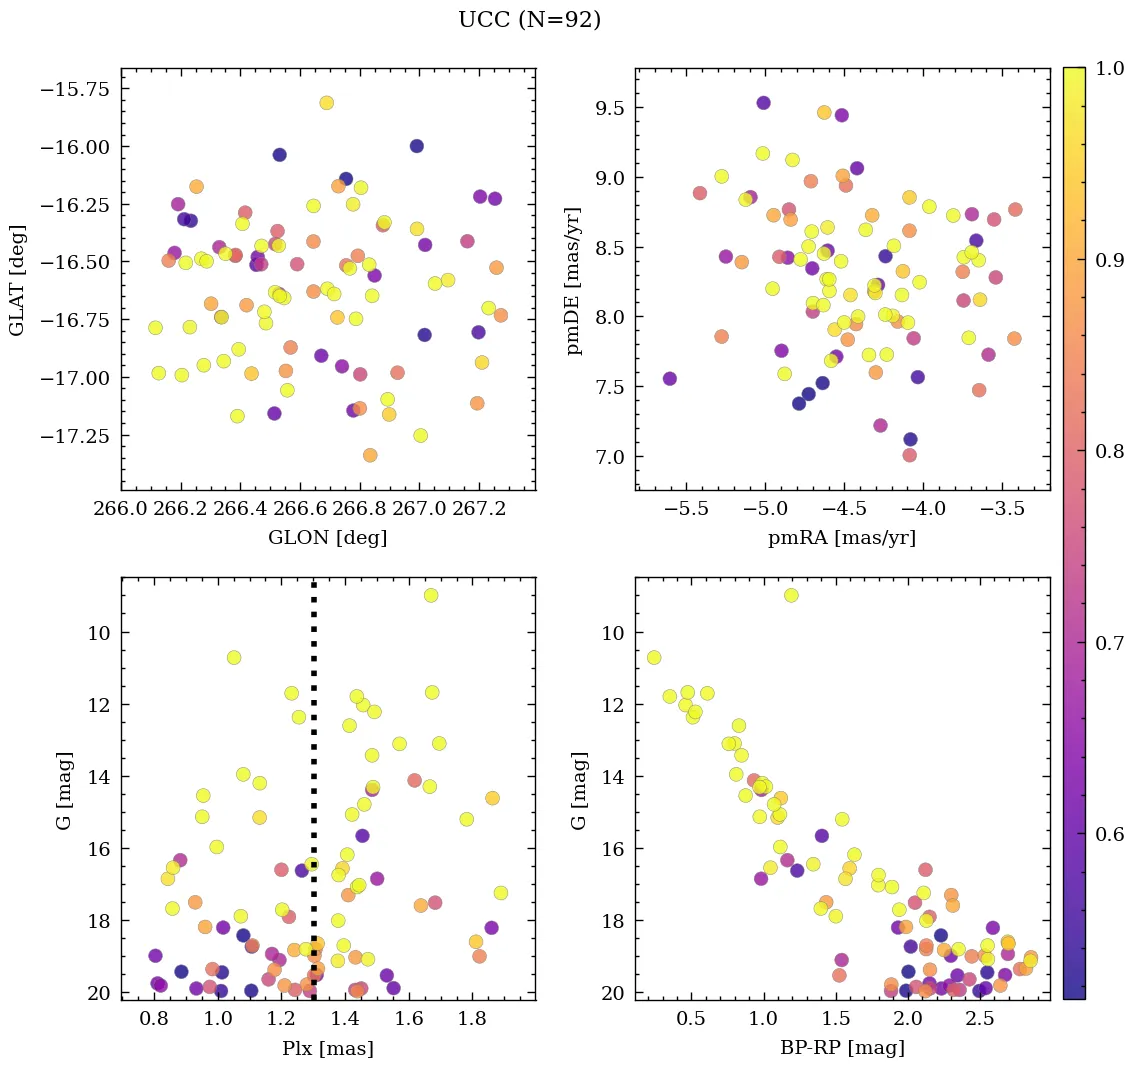 UCC (N=92)
−15.75
−16.00
−16.25
−16.50
−16.75
−17.00
−17.25
GLAT [deg]
266.0 266.2 266.4 266.6 266.8 267.0 267.2
GLON [deg]
9.5
9.0
8.5
8.0
7.5
7.0
pmDE [mas/yr]
−5.5 −5.0 −4.5 −4.0 −3.5
pmRA [mas/yr]
10
12
14
16
18
20
G [mag]
0.8 1.0 1.2 1.4 1.6 1.8
Plx [mas]
10
12
14
16
18
20
G [mag]
0.5 1.0 1.5 2.0 2.5
BP-RP [mag]
1.0
0.9
0.8
0.7
0.6